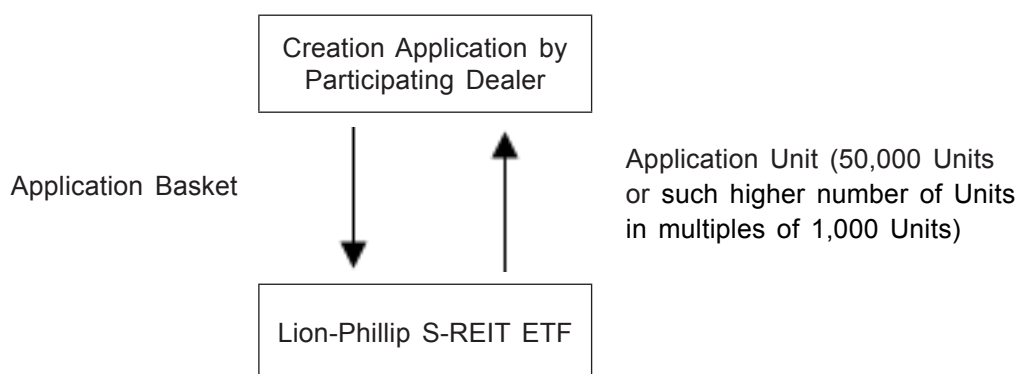 Creation Application by
Participating Dealer
Application Basket
Application Unit (50,000 Units
or such higher number of Units
in multiples of 1,000 Units)
Lion-Phillip S-REIT ETF